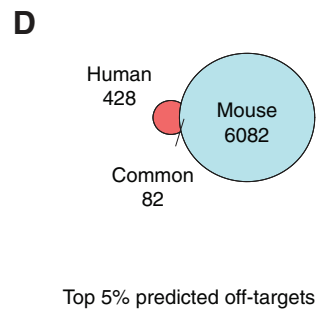 D
Human
428
Mouse
6082
Common
82
Top 5% predicted off-targets